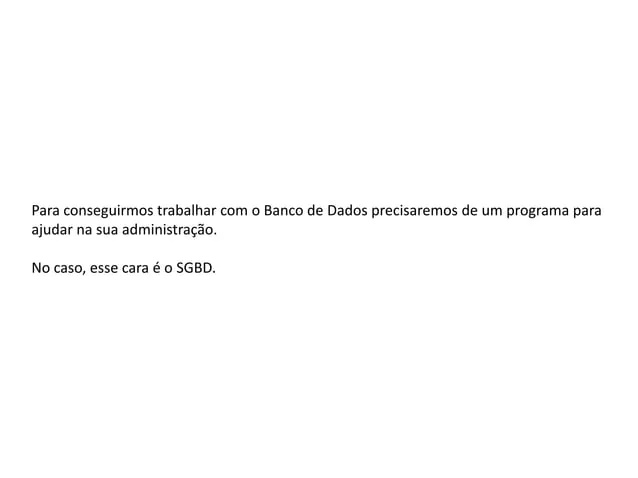 Para conseguirmos trabalhar com o Banco de Dados precisaremos de um programa para
ajudar na sua administração.
No caso, esse cara é o SGBD.